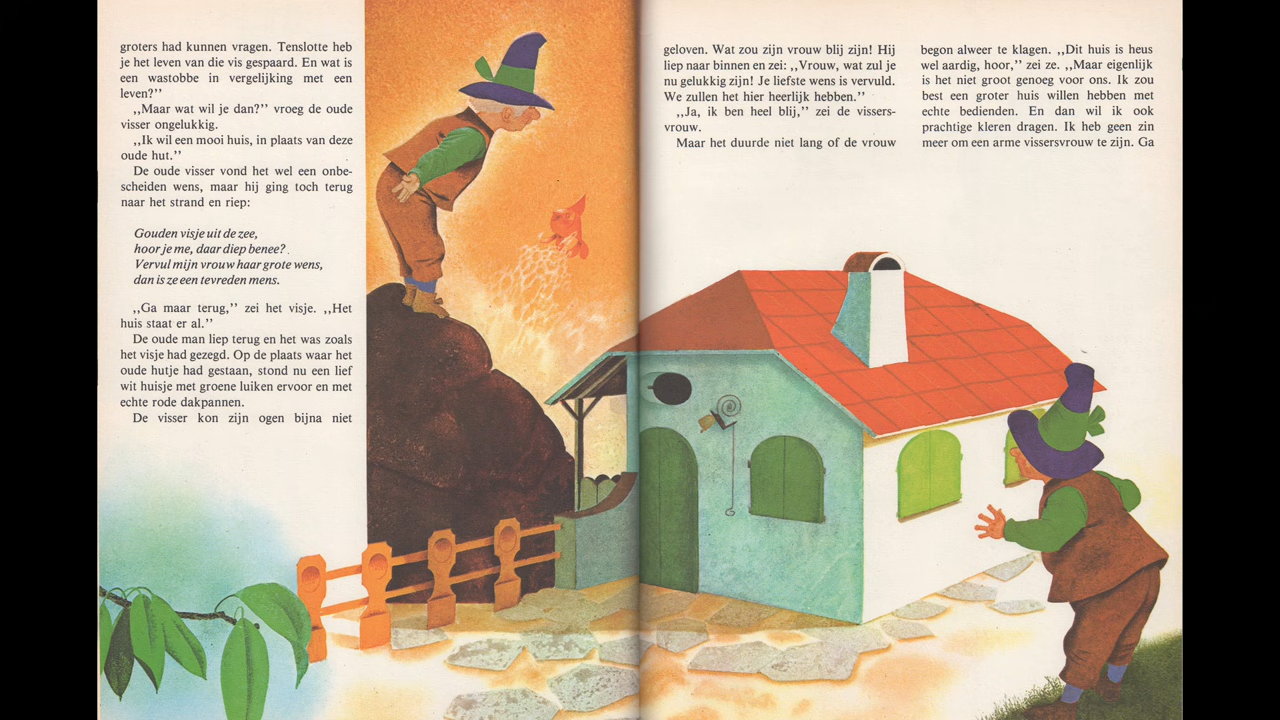 groters had kunnen vragen. Tenslotte heb
je het leven van die vis gespaard. En wat is
een wastobbe in vergelijking met een
leven?’’
,,Maar wat wil je dan?’’ vroeg de oude
visser ongelukkig.
,,Ik wil een mooi huis, in plaats van deze
oude hut.’’
De oude visser vond het wel een onbe-
scheiden wens, maar hij ging toch terug
naar het strand en riep:
Gouden visje uit de zee,
hoor je me, daar diep benee?
Vervul mijn vrouw haar grote wens,
dan is ze een tevreden mens.
,,Ga maar terug,’’ zei het visje. ,,Het
huis staat er al.’’
De oude man liep terug en het was zoals
het visje had gezegd. Op de plaats waar het
oude hutje had gestaan, stond nu een lief
wit huisje met groene luiken ervoor en met
echte rode dakpannen.
De visser kon zijn ogen bijna niet
geloven. Wat zou zijn vrouw blij zijn! Hij
liep naar binnen en zei: ,,Vrouw, wat zul je
nu gelukkig zijn! Je liefste wens is vervuld.
We zullen het hier heerlijk hebben.’’
,,Ja, ik ben heel blij,’’ zei de vissers-
vrouw.
Maar het duurde niet lang of de vrouw
begon alweer te klagen. ,,Dit huis is heus
wel aardig, hoor,’’ zei ze. ,,Maar eigenlijk
is het niet groot genoeg voor ons. Ik zou
best een groter huis willen hebben met
echte bedienden. En dan wil ik ook
prachtige kleren dragen. Ik heb geen zin
meer om een arme vissersvrouw te zijn. Ga